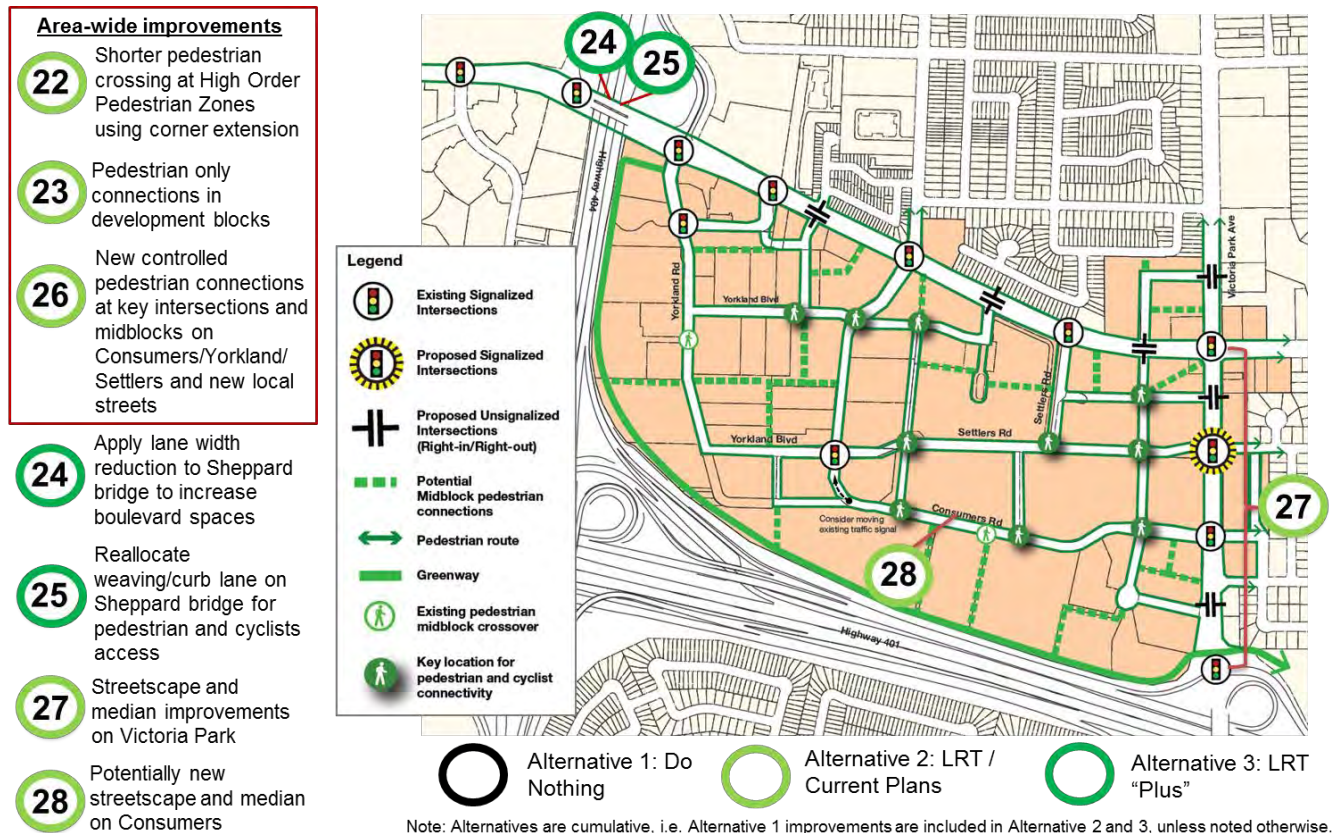 Area-wide improvements
22
Shorter pedestrian
crossing at High Order
Pedestrian Zones
using corner extension
23
Pedestrian only
connections in
development blocks
26
New controlled
pedestrian connections
at key intersections and
midblocks on
Consumers/Yorkland/
Settlers and new local
streets
24
Apply lane width
reduction to Sheppard
bridge to increase
boulevard spaces
25
Reallocate
weaving/curb lane on
Sheppard bridge for
pedestrian and cyclists
access
27
Streetscape and
median improvements
on Victoria Park
28
Potentially new
streetscape and median
on Consumers
24
25
Highway 404
Yorkland Rd
Yorkland Blvd
Victoria Park Ave
Settlers Rd
Yorkland Blvd
Settlers Rd
Consumers Rd
Consider moving
existing traffic signal
27
28
Highway 401
Legend
Existing Signalized
Intersections
Proposed Signalized
Intersections
Proposed Unsignalized
Intersections
(Right-in/Right-out)
Potential
Midblock pedestrian
connections
Pedestrian route
Greenway
Existing pedestrian
midblock crossover
Key location for
pedestrian and cyclist
connectivity
Alternative 1: Do
Nothing
Alternative 2: LRT /
Current Plans
Alternative 3: LRT
“Plus”
Note: Alternatives are cumulative, i.e. Alternative 1 improvements are included in Alternative 2 and 3, unless noted otherwise.